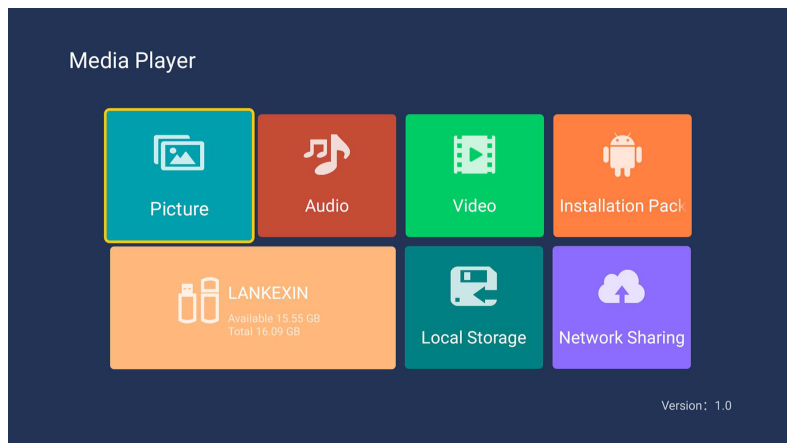 Media Player
Picture
Audio
Video
Installation Pack
LANKEXIN
Available 15.55 GB
Total 16.09 GB
Local Storage
Network Sharing
Version: 1.0